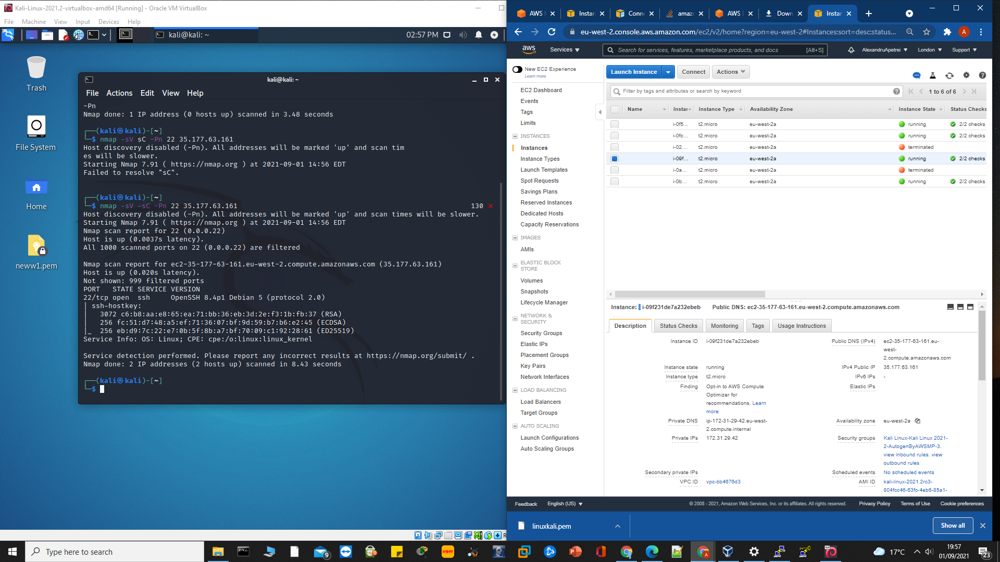 Kali-Linux-2021.2-virtualbox-amd64 [Running] - Oracle VM VirtualBox
File Machine View Input Devices Help
kali@kali: ~
02:57 PM
Trash
File System
Home
neww1.pem
kali@kali: ~
File Actions Edit View Help
-Pn
Nmap done: 1 IP address (0 hosts up) scanned in 3.48 seconds
┌──(kali㉿kali)-[~]
└─$ nmap -sV sC -Pn 22 35.177.63.161
Host discovery disabled (-Pn). All addresses will be marked 'up' and scan tim
es will be slower.
Starting Nmap 7.91 ( https://nmap.org ) at 2021-09-01 14:56 EDT
Failed to resolve "sC".
┌──(kali㉿kali)-[~]
└─$ nmap -sV -sC -Pn 22 35.177.63.161 130 ⨯
Host discovery disabled (-Pn). All addresses will be marked 'up' and scan times will be slower.
Starting Nmap 7.91 ( https://nmap.org ) at 2021-09-01 14:56 EDT
Nmap scan report for 22 (0.0.0.22)
Host is up (0.0037s latency).
All 1000 scanned ports on 22 (0.0.0.22) are filtered
Nmap scan report for ec2-35-177-63-161.eu-west-2.compute.amazonaws.com (35.177.63.161)
Host is up (0.020s latency).
Not shown: 999 filtered ports
PORT STATE SERVICE VERSION
22/tcp open ssh OpenSSH 8.4p1 Debian 5 (protocol 2.0)
| ssh-hostkey:
| 3072 c6:b8:aa:e8:65:ea:71:bb:36:eb:3d:2e:f3:1b:fb:37 (RSA)
| 256 fc:51:d7:48:a5:ef:71:36:07:bf:9d:59:b7:b6:e2:45 (ECDSA)
|_ 256 eb:d9:7c:22:e7:0b:5f:8b:a7:bf:70:09:c1:92:28:61 (ED25519)
Service Info: OS: Linux; CPE: cpe:/o:linux:linux_kernel
Service detection performed. Please report any incorrect results at https://nmap.org/submit/ .
Nmap done: 2 IP addresses (2 hosts up) scanned in 8.43 seconds
┌──(kali㉿kali)-[~]
└─$
R
AWS Instan Conne amaz AWS Down Instan
eu-west-2.console.aws.amazon.com/ec2/v2/home?region=eu-west-2#Instances:sort=desc:status...
A
aws Services Search for services, features, marketplace products, and docs [Alt+S] AlexandruApetrei London Support
New EC2 Experience
Learn more
EC2 Dashboard
Events
Tags
Limits
INSTANCES
Instances
Instance Types
Launch Templates
Spot Requests
Savings Plans
Reserved Instances
Dedicated Hosts
Capacity Reservations
IMAGES
AMIs
ELASTIC BLOCK
STORE
Volumes
Snapshots
Lifecycle Manager
NETWORK &
SECURITY
Security Groups
Elastic IPs
Placement Groups
Key Pairs
Network Interfaces
LOAD BALANCING
Load Balancers
Target Groups
AUTO SCALING
Launch Configurations
Auto Scaling Groups
Launch Instance Connect Actions
Filter by tags and attributes or search by keyword
1 to 6 of 6
Name Instar Instance Type Availability Zone Instance State Status Checks
i-0f5... t2.micro eu-west-2a running 2/2 checks
i-0fc... t2.micro eu-west-2a running 2/2 checks
i-02... t2.micro eu-west-2a terminated
i-09f... t2.micro eu-west-2a running 2/2 checks
i-0a... t2.micro eu-west-2a terminated
i-0b... t2.micro eu-west-2a running 2/2 checks
Instance: i-09f231de7a232ebeb Public DNS: ec2-35-177-63-161.eu-west-2.compute.amazonaws.com
Description Status Checks Monitoring Tags Usage Instructions
Instance ID i-09f231de7a232ebeb
Instance state running
Instance type t2.micro
Finding Opt-in to AWS Compute
Optimizer for
recommendations. Learn
more
Private DNS ip-172-31-29-42.eu-west-
2.compute.internal
Private IPs 172.31.29.42
Secondary private IPs
VPC ID vpc-bb4676d3
Public DNS (IPv4) ec2-35-177-63-161.eu-
west-
2.compute.amazonaws.com
IPv4 Public IP 35.177.63.161
IPv6 IPs -
Elastic IPs
Availability zone eu-west-2a
Security groups Kali Linux-Kali Linux 2021-
2-AutogenByAWSMP-3.
view inbound rules. view
outbound rules
Scheduled events No scheduled events
AMI ID kali-linux-2021.2rc3-
804fcc46-63fc-4eb6-85a1-
Feedback English (US) © 2008 - 2021, Amazon Web Services, Inc. or its affiliates. All rights reserved. Privacy Policy Terms of Use Cookie preferences
linuxkali.pem Show all
Type here to search
9
NOW
17°C
19:57
01/09/2021
23